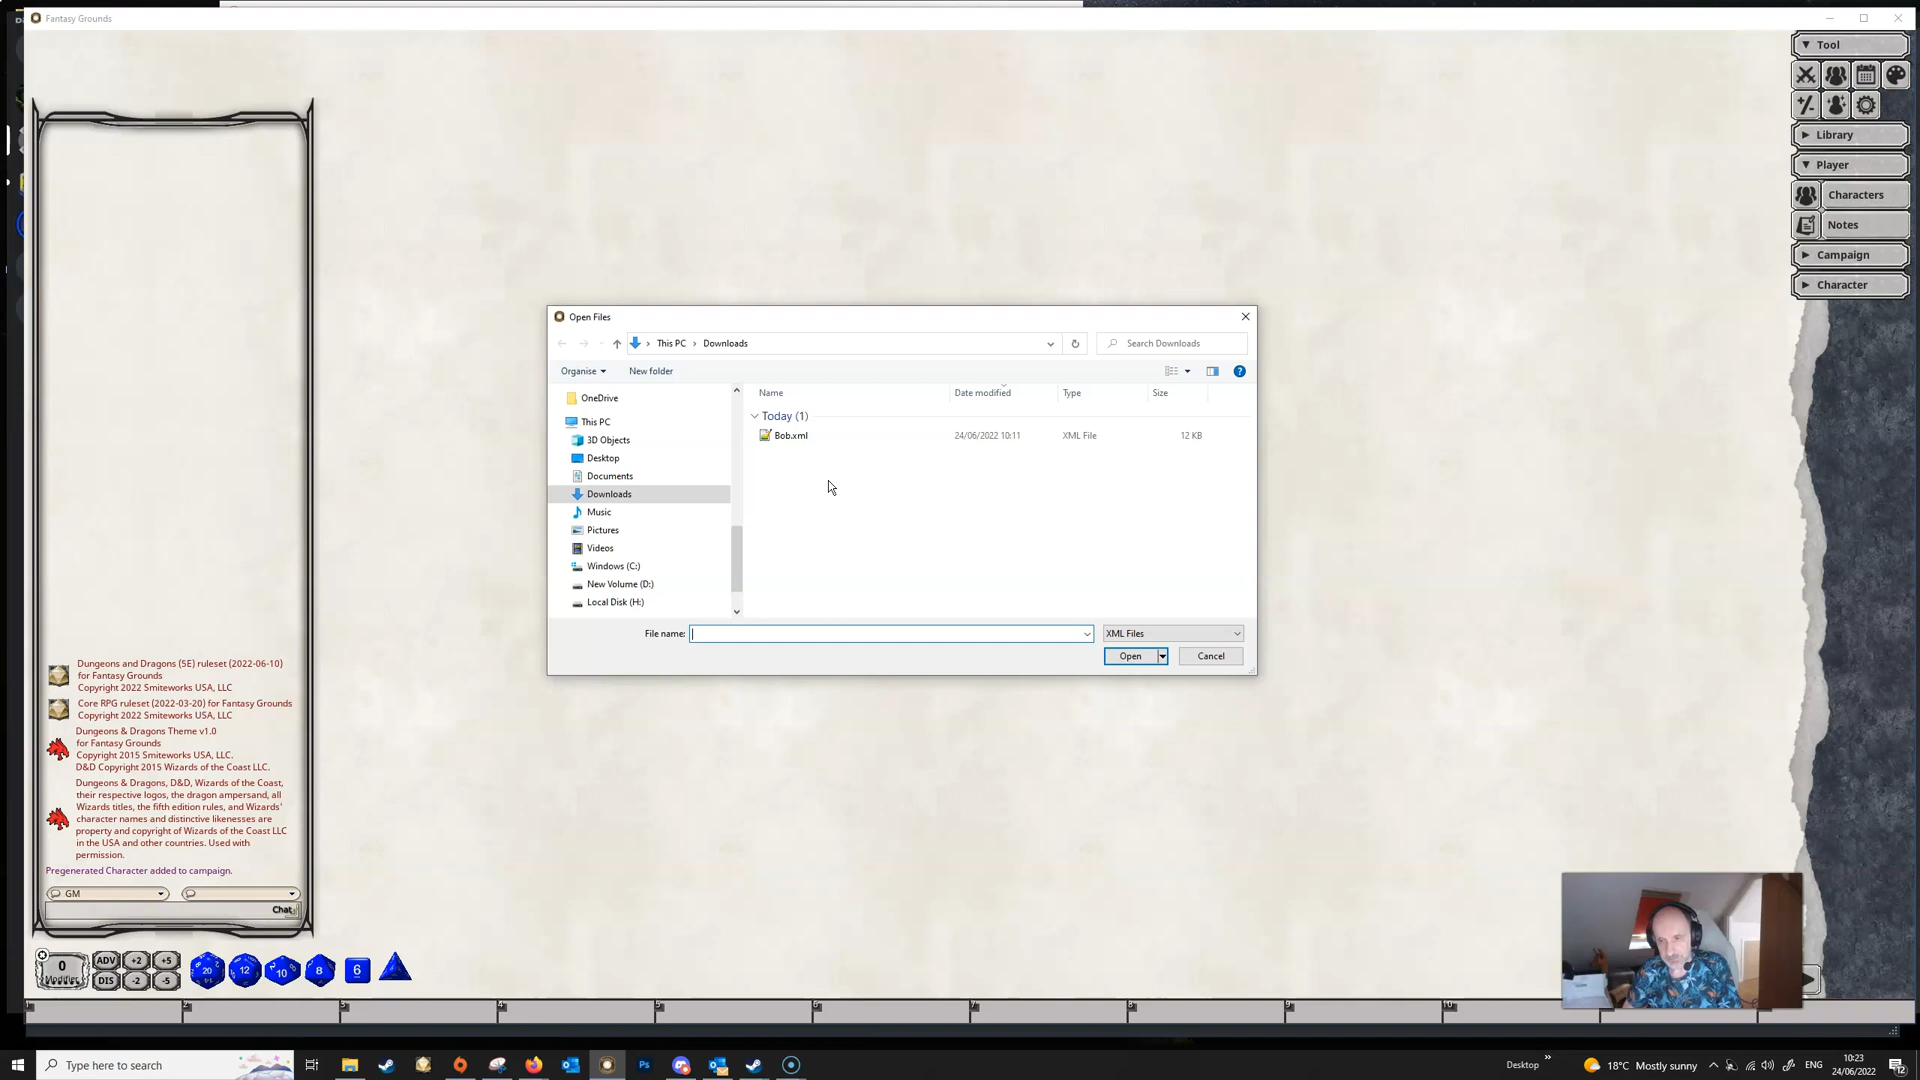 Fantasy Grounds
Tool
Library
Player
Characters
Notes
Campaign
Character
Open Files
This PC
Downloads
Search Downloads
Organise
New folder
OneDrive
This PC
3D Objects
Desktop
Documents
Downloads
Music
Pictures
Videos
Windows (C:)
New Volume (D:)
Local Disk (H:)
Name
Date modified
Type
Size
Today (1)
Bob.xml
24/06/2022 10:11
XML File
12 KB
File name:
XML Files
Open
Cancel
Dungeons and Dragons (5E) ruleset (2022-06-10)
for Fantasy Grounds
Copyright 2022 Smiteworks USA, LLC
Core RPG ruleset (2022-03-20) for Fantasy Grounds
Copyright 2022 Smiteworks USA, LLC
Dungeons & Dragons Theme v1.0
for Fantasy Grounds
Copyright 2015 Smiteworks USA, LLC.
D&D Copyright 2015 Wizards of the Coast LLC.
Dungeons & Dragons, D&D, Wizards of the Coast,
their respective logos, the dragon ampersand, all
Wizards titles, the fifth edition rules, and Wizards'
character names and distinctive likenesses are
property and copyright of Wizards of the Coast LLC
in the USA and other countries. Used with
permission.
Pregenerated Character added to campaign.
GM
Chat
0
Modifier
ADV
+2
+5
DIS
-2
-5
20
12
10
8
6
Type here to search
Ps
Desktop
18°C Mostly sunny
ENG
10:23
24/06/2022